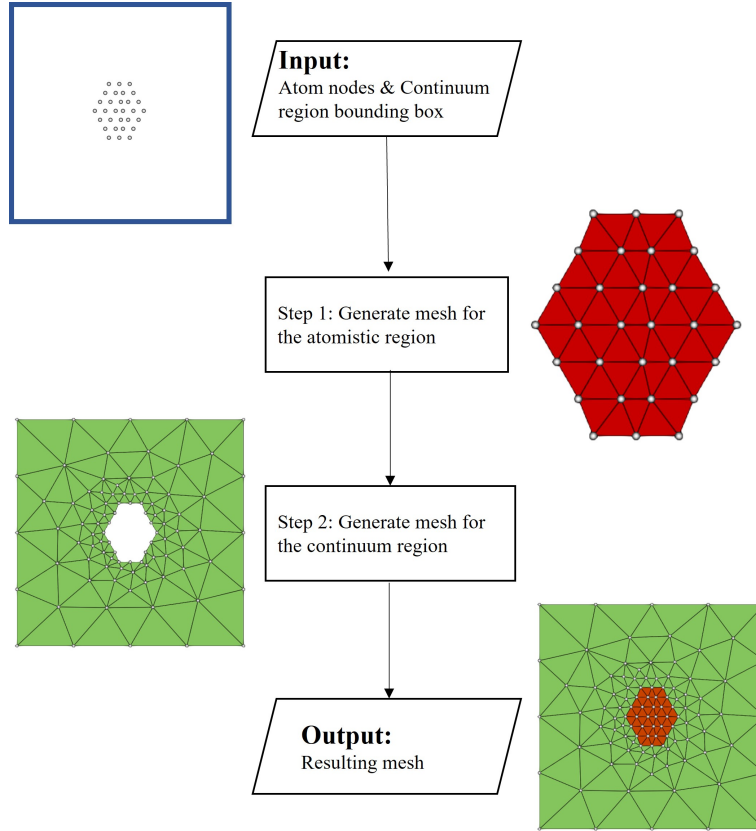 Input:
Atom nodes & Continuum
region bounding box
Step 1: Generate mesh for
the atomistic region
Step 2: Generate mesh for
the continuum region
Output:
Resulting mesh